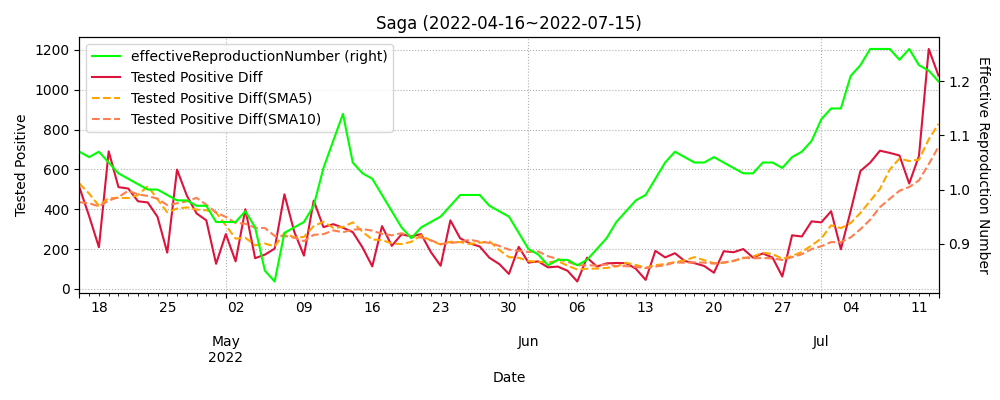 Saga (2022-04-16~2022-07-15)
effectiveReproductionNumber (right)
Tested Positive Diff
Tested Positive Diff(SMA5)
Tested Positive Diff(SMA10)
Tested Positive
1200
1000
800
600
400
200
0
Effective Reproduction Number
1.2
1.1
1.0
0.9
18 25 02 09 16 23 30 06 13 20 27 04 11
May Jun Jul
2022
Date